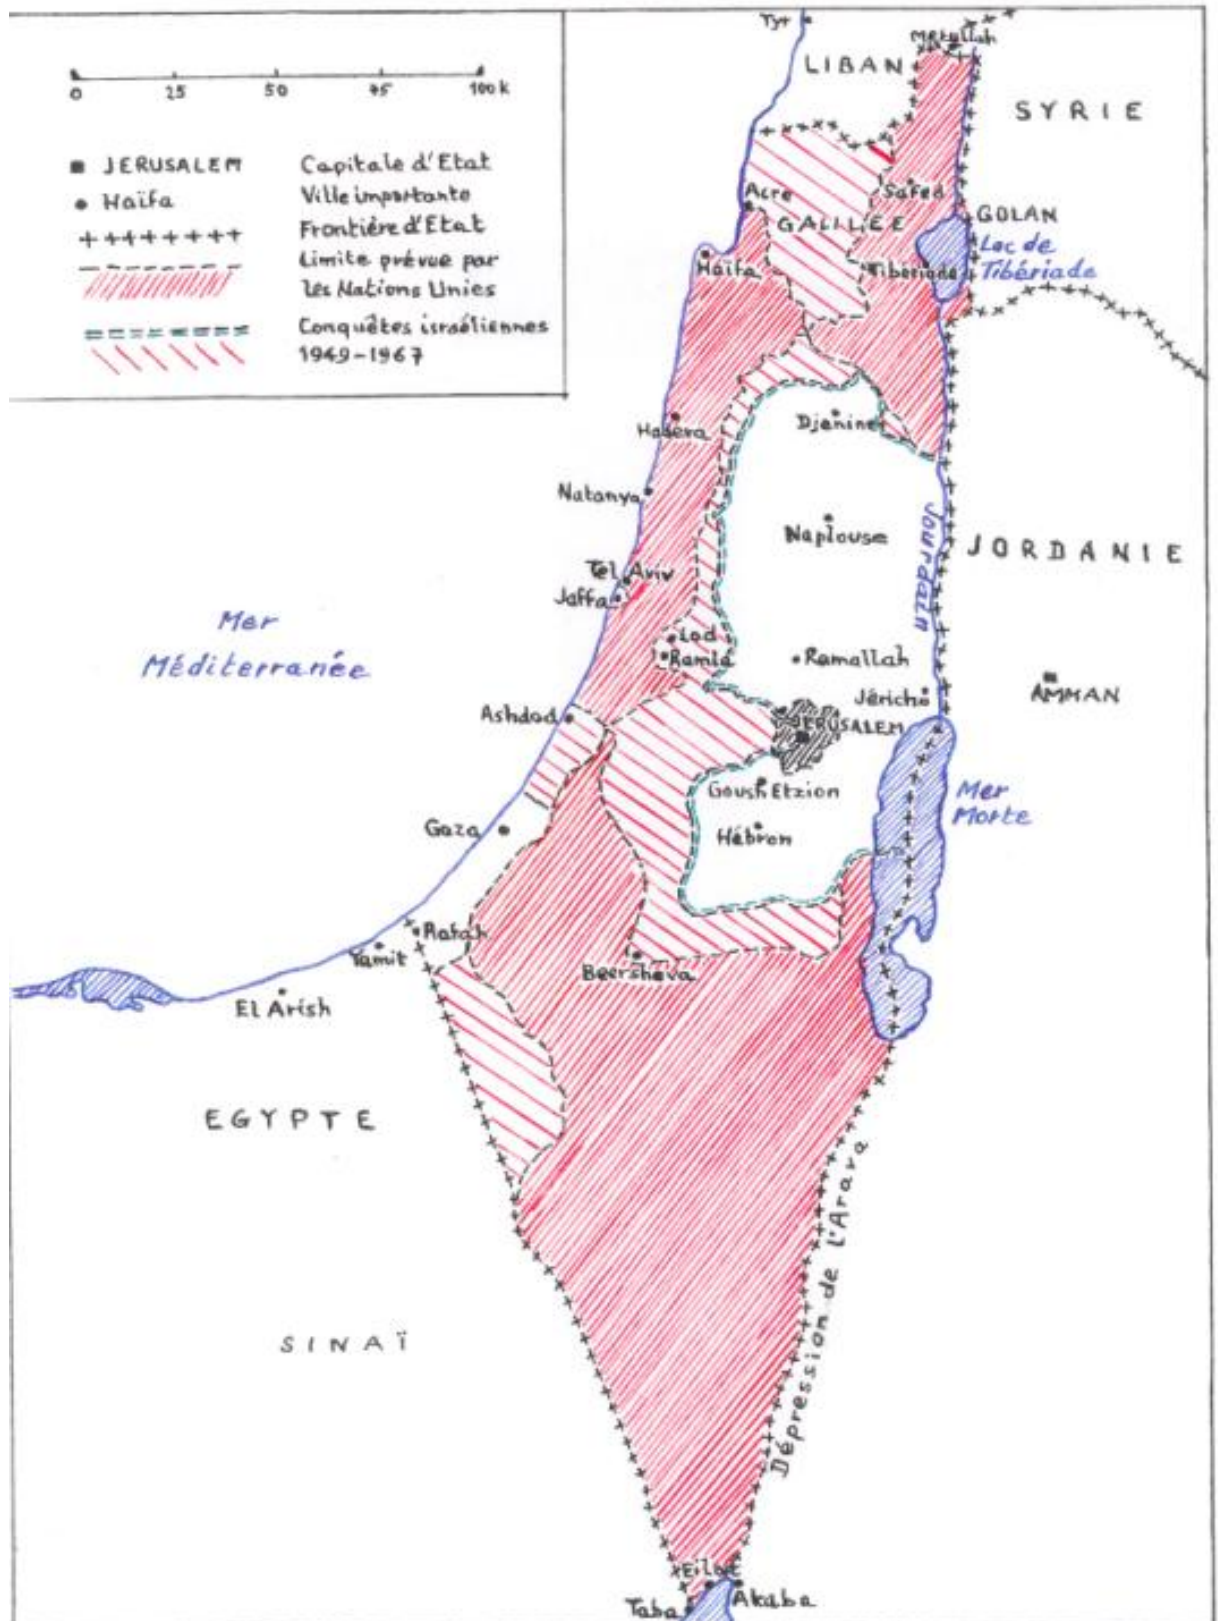 0 25 50 75 100 k
JERUSALEM Capitale d'Etat
Haïfa Ville importante
Frontière d'Etat
Limite prévue par
les Nations Unies
Conquêtes israéliennes
1949-1967
Tyr
Metullah
LIBAN
SYRIE
Safed
Acre
GALILEE
GOLAN
Lac de
Tibériade
Haïfa
Tibériade
Hadera
Djenine
Natanya
Naplouse
Jourdain
JORDANIE
Tel Aviv
Jaffa
Mer
Méditerranée
Lod
Ramla
Ramallah
Jéricho
AMMAN
Ashdod
JERUSALEM
Goush Etzion
Mer
Morte
Gaza
Hébron
Rafah
Yamit
Beersheva
El Arish
EGYPTE
Dépression de l'Arava
SINAÏ
Eilat
Taba
Akaba